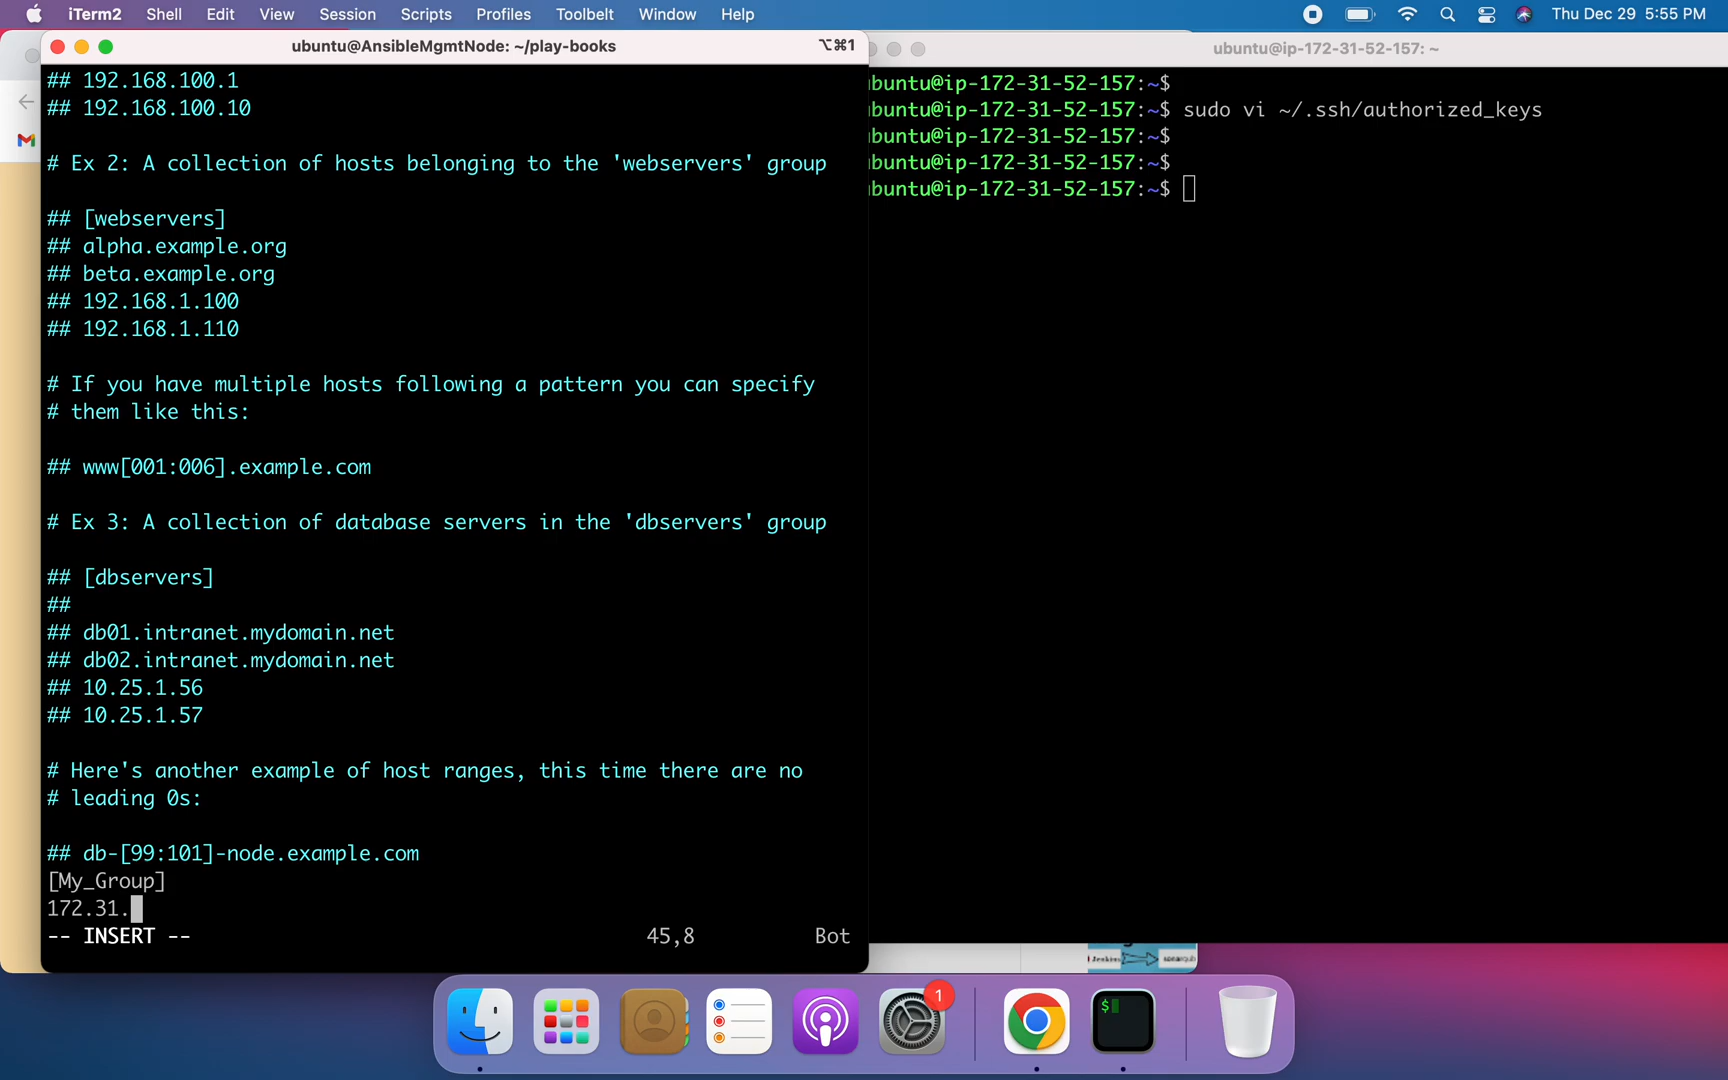 iTerm2 Shell Edit View Session Scripts Profiles Toolbelt Window Help Thu Dec 29 5:55 PM
ubuntu@AnsibleMgmtNode: ~/play-books ⌥⌘1
## 192.168.100.1
## 192.168.100.10
# Ex 2: A collection of hosts belonging to the 'webservers' group
## [webservers]
## alpha.example.org
## beta.example.org
## 192.168.1.100
## 192.168.1.110
# If you have multiple hosts following a pattern you can specify
# them like this:
## www[001:006].example.com
# Ex 3: A collection of database servers in the 'dbservers' group
## [dbservers]
##
## db01.intranet.mydomain.net
## db02.intranet.mydomain.net
## 10.25.1.56
## 10.25.1.57
# Here's another example of host ranges, this time there are no
# leading 0s:
## db-[99:101]-node.example.com
[My_Group]
172.31.
-- INSERT -- 45,8 Bot
ubuntu@ip-172-31-52-157: ~
buntu@ip-172-31-52-157:~$
buntu@ip-172-31-52-157:~$ sudo vi ~/.ssh/authorized_keys
buntu@ip-172-31-52-157:~$
buntu@ip-172-31-52-157:~$
buntu@ip-172-31-52-157:~$
Jenkins
1
$